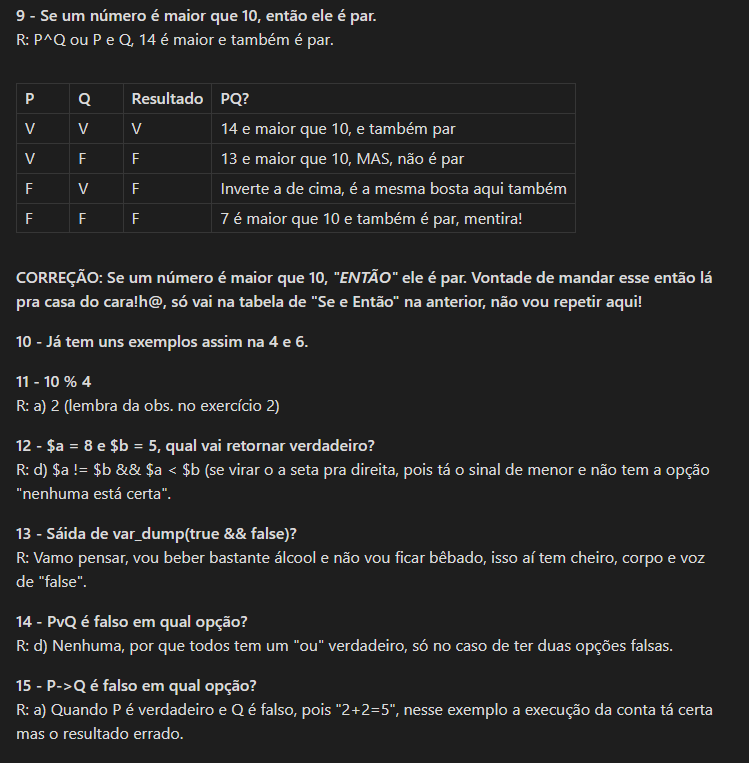 9 - Se um número é maior que 10, então ele é par.
R: P^Q ou P e Q, 14 é maior e também é par.
P Q Resultado PQ?
V V V 14 e maior que 10, e também par
V F F 13 e maior que 10, MAS, não é par
F V F Inverte a de cima, é a mesma bosta aqui também
F F F 7 é maior que 10 e também é par, mentira!
CORREÇÃO: Se um número é maior que 10, "ENTÃO" ele é par. Vontade de mandar esse então lá
pra casa do cara!h@, só vai na tabela de "Se e Então" na anterior, não vou repetir aqui!
10 - Já tem uns exemplos assim na 4 e 6.
11 - 10 % 4
R: a) 2 (lembra da obs. no exercício 2)
12 - $a = 8 e $b = 5, qual vai retornar verdadeiro?
R: d) $a != $b && $a < $b (se virar o a seta pra direita, pois tá o sinal de menor e não tem a opção
"nenhuma está certa".
13 - Sáida de var_dump(true && false)?
R: Vamo pensar, vou beber bastante álcool e não vou ficar bêbado, isso aí tem cheiro, corpo e voz
de "false".
14 - PvQ é falso em qual opção?
R: d) Nenhuma, por que todos tem um "ou" verdadeiro, só no caso de ter duas opções falsas.
15 - P->Q é falso em qual opção?
R: a) Quando P é verdadeiro e Q é falso, pois "2+2=5", nesse exemplo a execução da conta tá certa
mas o resultado errado.